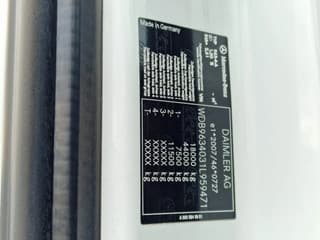 Mercedes-Benz
Made in Germany
DAIMLER AG
e1*2007/46*0727
WDB9634031L959471
18000 kg
44000 kg
1- 7500 kg
2- 11500 kg
3- XXXXX kg
4- XXXXX kg
T- XXXXX kg